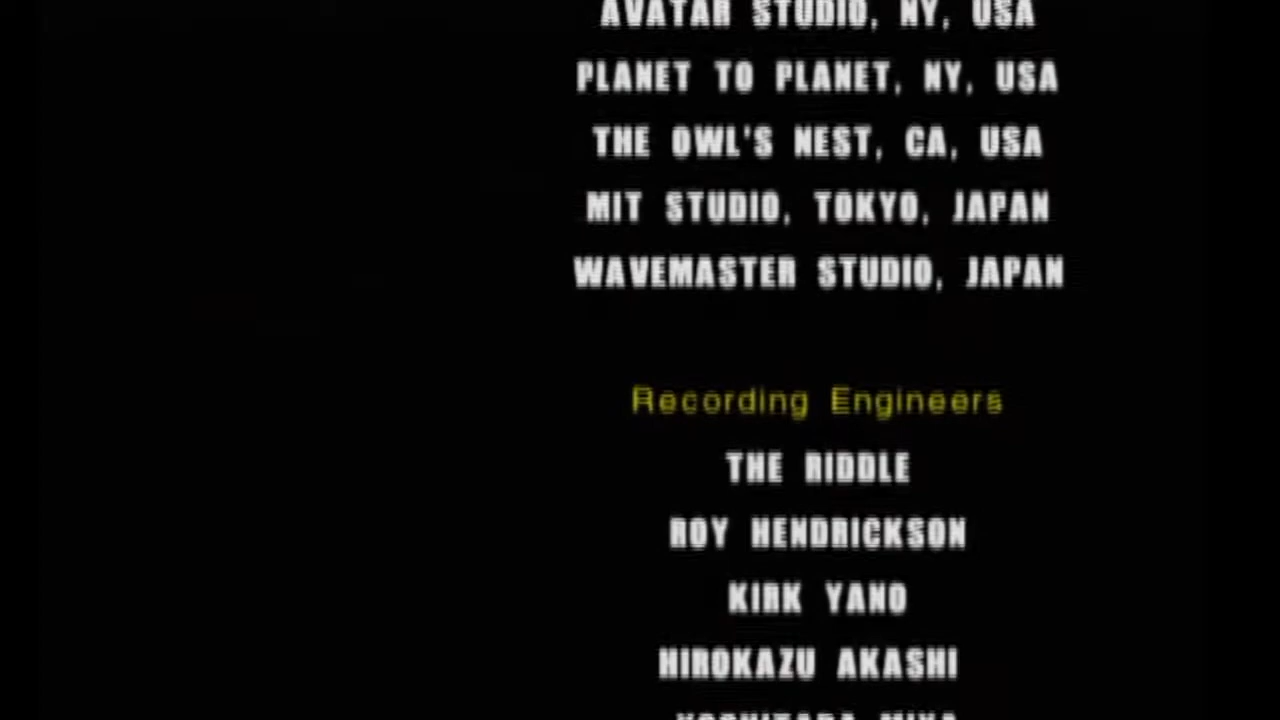 AVATAR STUDIO, NY, USA
PLANET TO PLANET, NY, USA
THE OWL'S NEST, CA, USA
MIT STUDIO, TOKYO, JAPAN
WAVEMASTER STUDIO, JAPAN
Recording Engineers
THE RIDDLE
ROY HENDRICKSON
KIRK YANO
HIROKAZU AKASHI